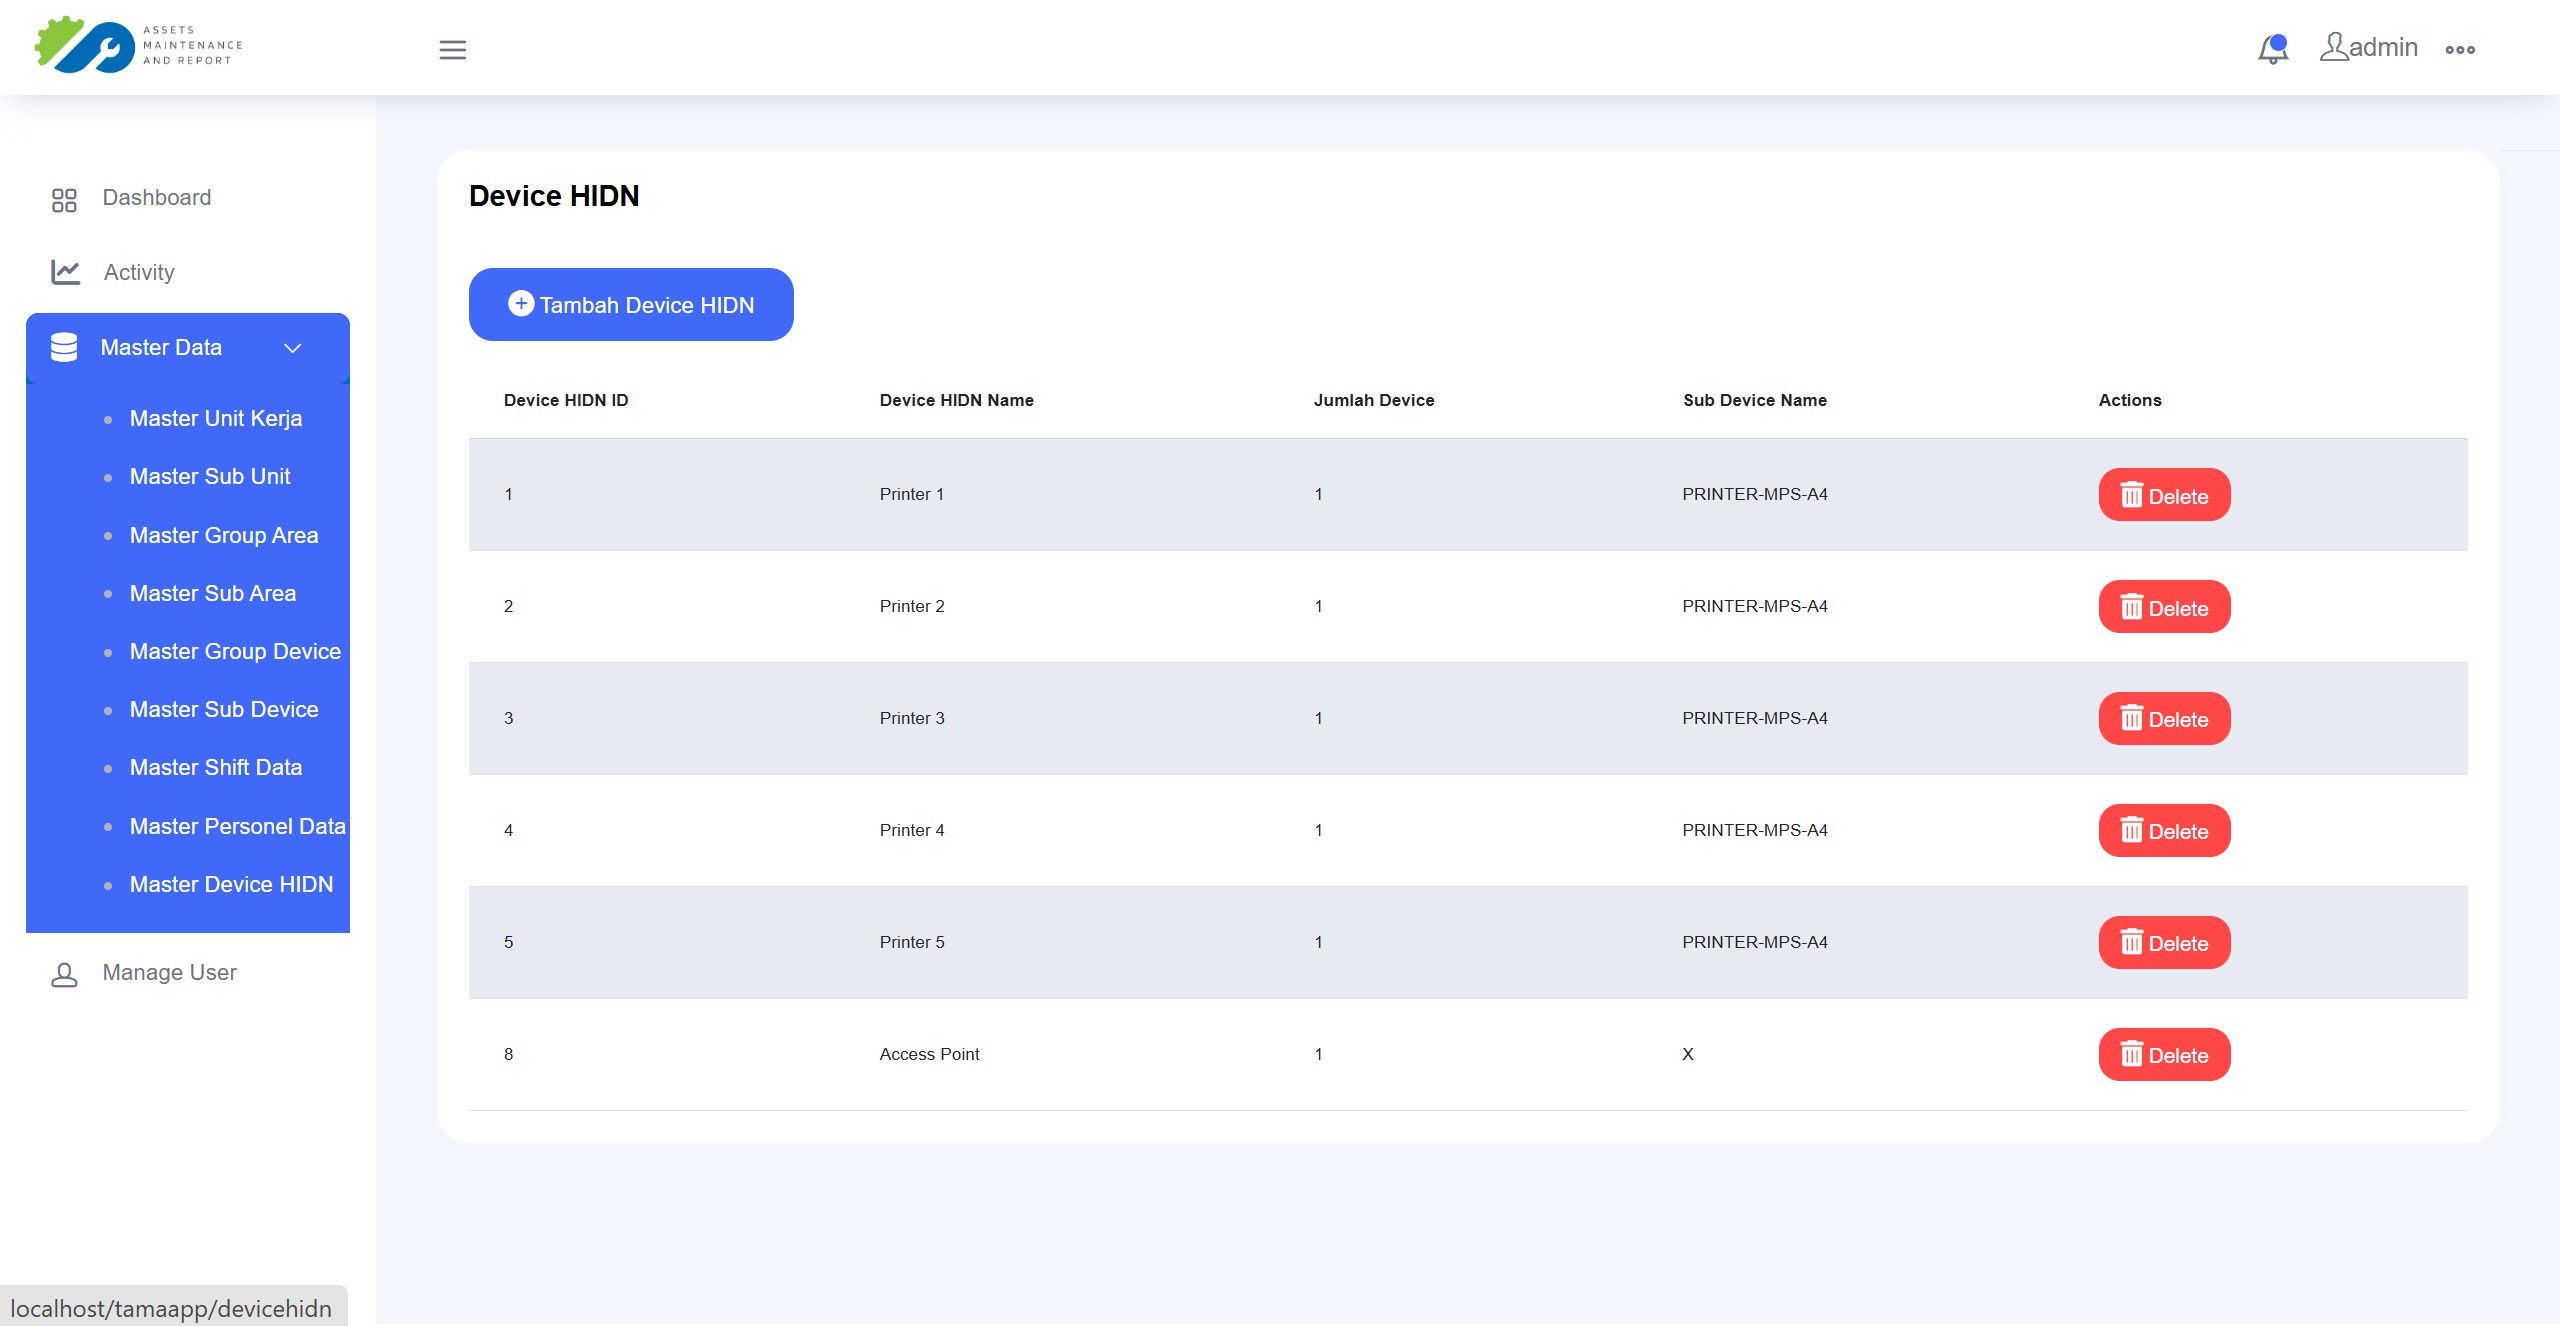 ASSETS
MAINTENANCE
AND REPORT
admin
Dashboard
Activity
Master Data
Master Unit Kerja
Master Sub Unit
Master Group Area
Master Sub Area
Master Group Device
Master Sub Device
Master Shift Data
Master Personel Data
Master Device HIDN
Manage User
Device HIDN
Tambah Device HIDN
Device HIDN ID Device HIDN Name Jumlah Device Sub Device Name Actions
1 Printer 1 1 PRINTER-MPS-A4 Delete
2 Printer 2 1 PRINTER-MPS-A4 Delete
3 Printer 3 1 PRINTER-MPS-A4 Delete
4 Printer 4 1 PRINTER-MPS-A4 Delete
5 Printer 5 1 PRINTER-MPS-A4 Delete
8 Access Point 1 X Delete
localhost/tamaapp/devicehidn